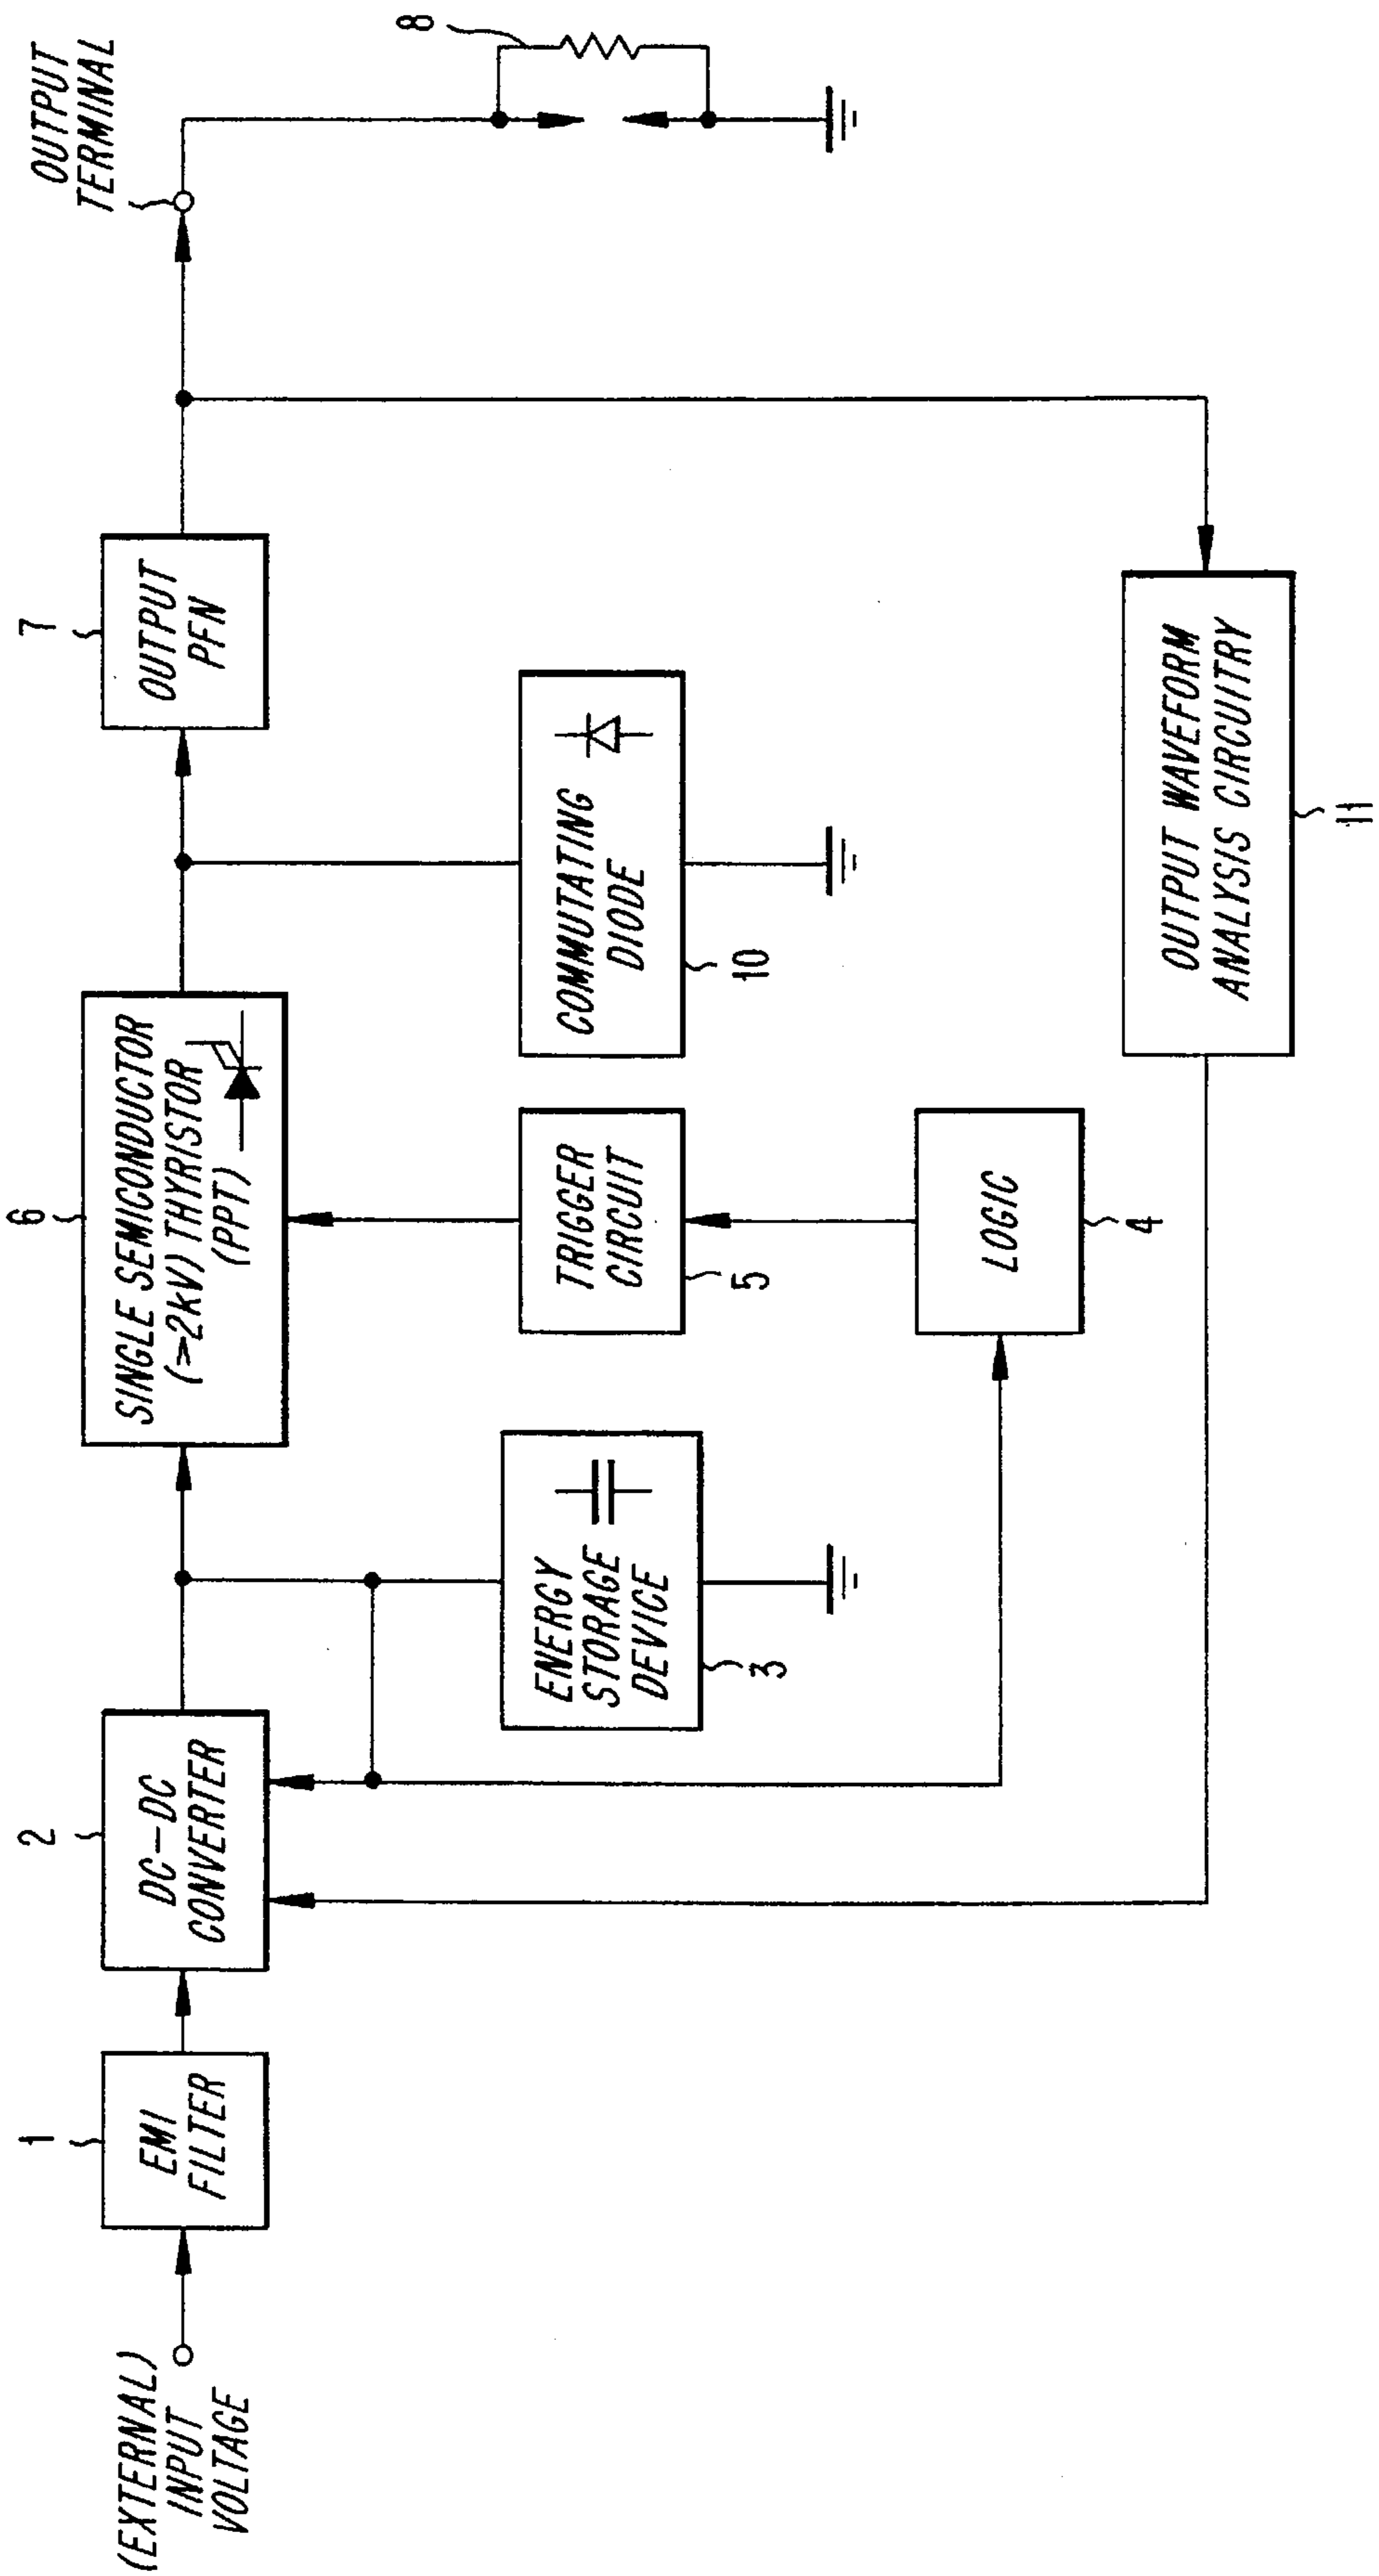 (EXTERNAL)
INPUT
VOLTAGE
1
EMI
FILTER
2
DC-DC
CONVERTER
3
ENERGY
STORAGE
DEVICE
6
SINGLE SEMICONDUCTOR
(>2kV) THYRISTOR
(PPT)
5
TRIGGER
CIRCUIT
4
LOGIC
10
COMMUTATING
DIODE
7
OUTPUT
PFN
OUTPUT
TERMINAL
8
OUTPUT WAVEFORM
ANALYSIS CIRCUITRY
11